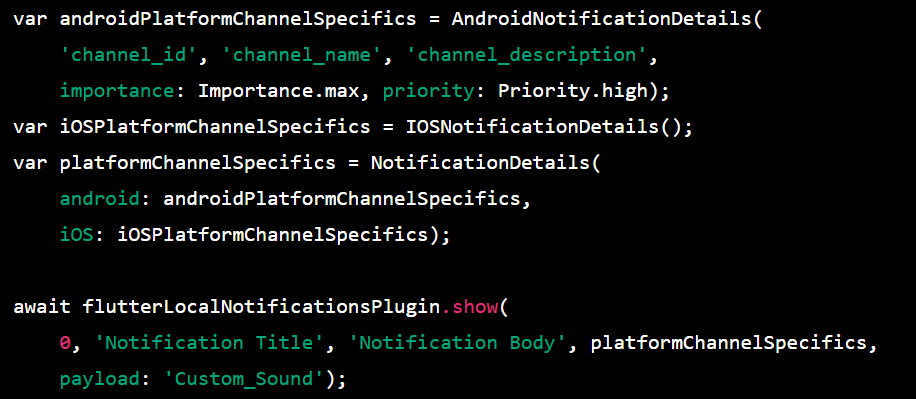 var androidPlatformChannelSpecifics = AndroidNotificationDetails(
'channel_id', 'channel_name', 'channel_description',
importance: Importance.max, priority: Priority.high);
var iOSPlatformChannelSpecifics = IOSNotificationDetails();
var platformChannelSpecifics = NotificationDetails(
android: androidPlatformChannelSpecifics,
iOS: iOSPlatformChannelSpecifics);
await flutterLocalNotificationsPlugin.show(
0, 'Notification Title', 'Notification Body', platformChannelSpecifics,
payload: 'Custom_Sound');